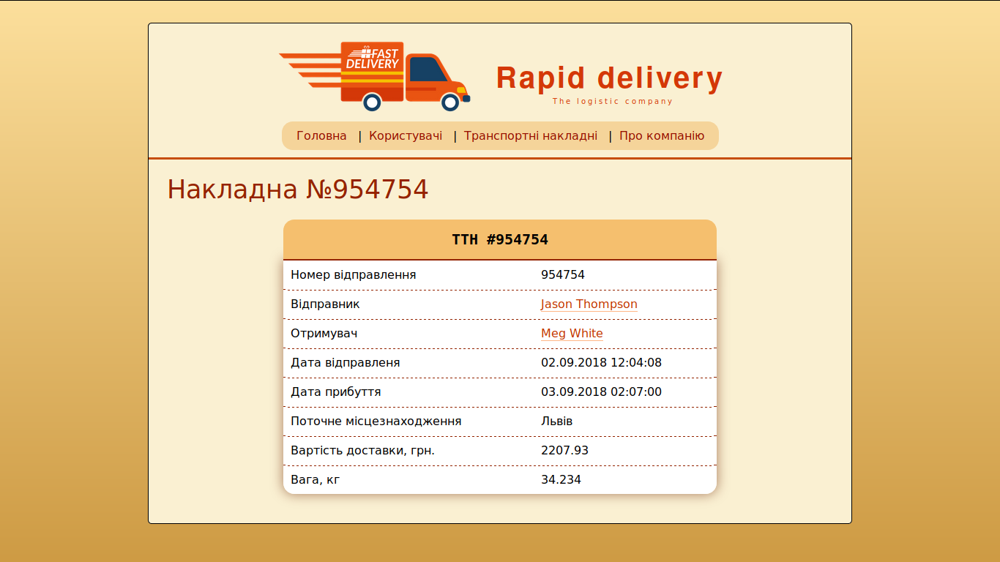 FAST
DELIVERY
Rapid delivery
The logistic company
Головна | Користувачі | Транспортні накладні | Про компанію
Накладна №954754
ТТН #954754
Номер відправлення 954754
Відправник Jason Thompson
Отримувач Meg White
Дата відправленя 02.09.2018 12:04:08
Дата прибуття 03.09.2018 02:07:00
Поточне місцезнаходження Львів
Вартість доставки, грн. 2207.93
Вага, кг 34.234